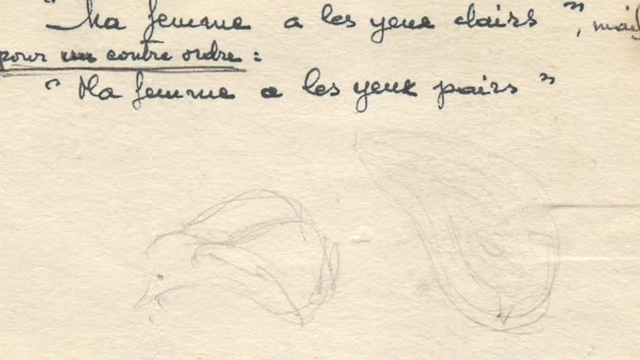 "Ma femme a les yeux clairs", mais
pour un contre ordre :
"Ma femme a les yeux pairs"